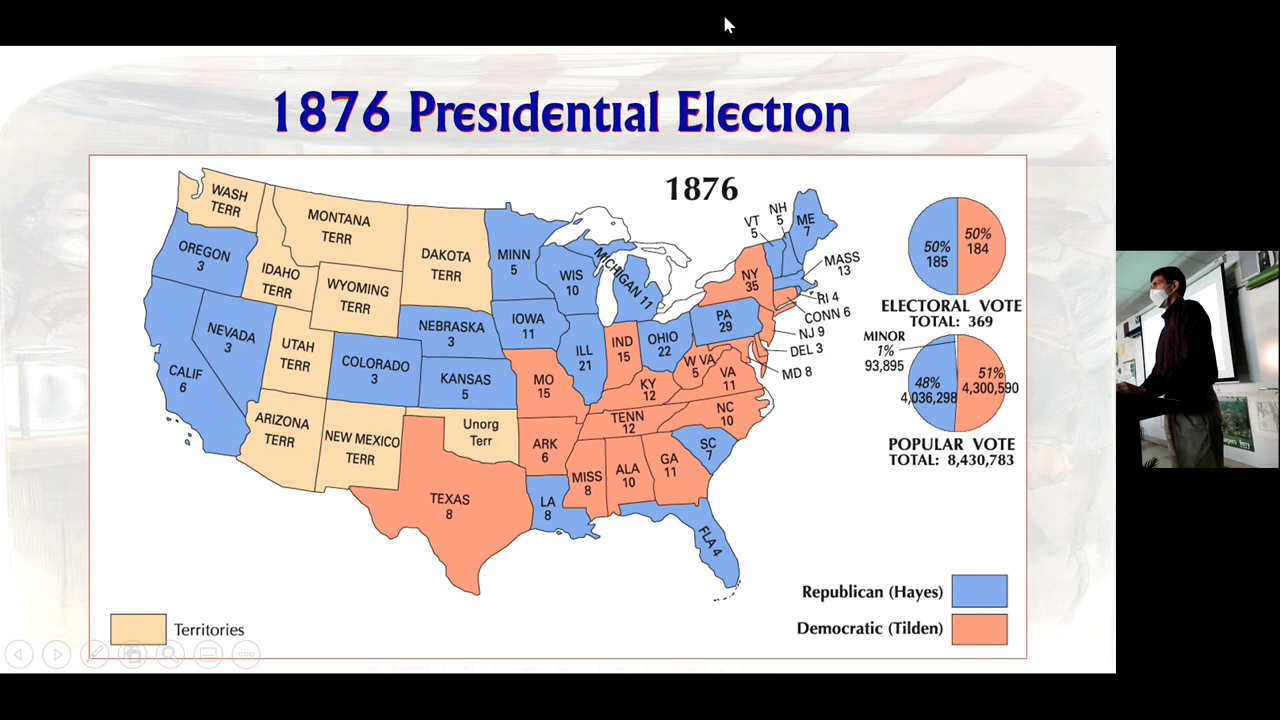 1876 Presidential Election
1876
WASH
TERR
MONTANA
TERR
DAKOTA
TERR
OREGON
3
IDAHO
TERR
WYOMING
TERR
MINN
5
WIS
10
MICHIGAN 11
VT
5
NH
5
ME
7
MASS
13
NY
35
RI 4
CONN 6
NJ 9
DEL 3
MD 8
PA
29
NEVADA
3
UTAH
TERR
COLORADO
3
NEBRASKA
3
IOWA
11
ILL
21
IND
15
OHIO
22
W VA
5
VA
11
CALIF
6
KANSAS
5
MO
15
KY
12
NC
10
TENN
12
ARIZONA
TERR
NEW MEXICO
TERR
Unorg
Terr
ARK
6
SC
7
MISS
8
ALA
10
GA
11
TEXAS
8
LA
8
FLA 4
50%
185
50%
184
ELECTORAL VOTE
TOTAL: 369
MINOR
1%
93,895
48%
4,036,298
51%
4,300,590
POPULAR VOTE
TOTAL: 8,430,783
Republican (Hayes)
Democratic (Tilden)
Territories